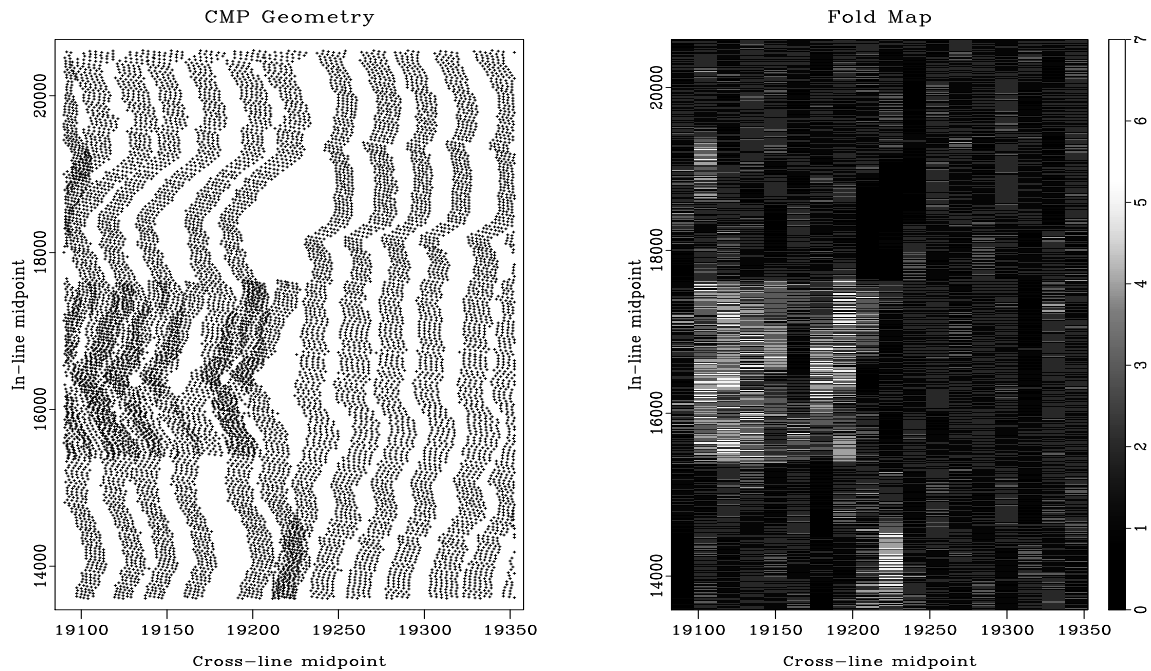 CMP Geometry
In-line midpoint
20000
18000
16000
14000
19100 19150 19200 19250 19300 19350
Cross-line midpoint
Fold Map
In-line midpoint
20000
18000
16000
14000
19100 19150 19200 19250 19300 19350
Cross-line midpoint
7
6
5
4
3
2
1
0